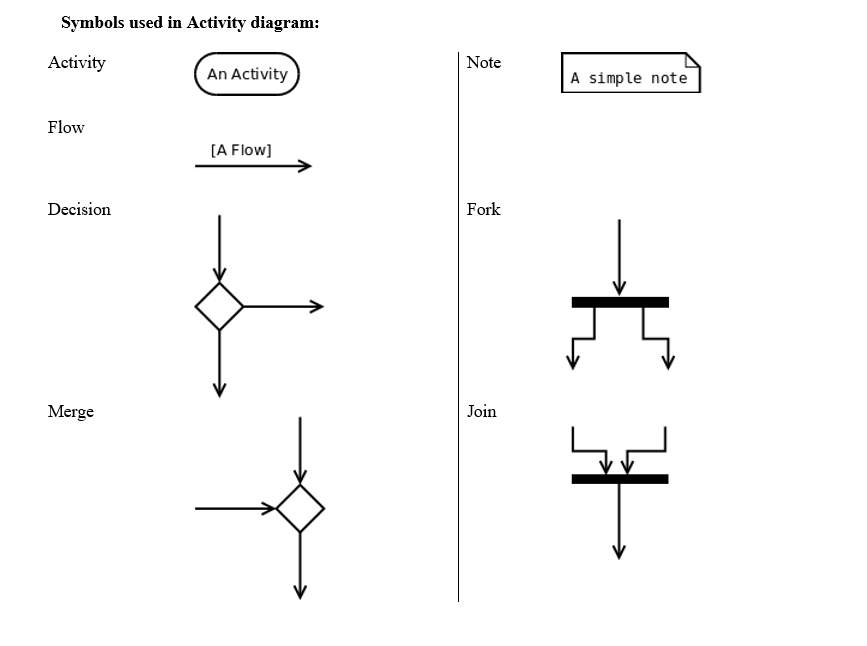 Symbols used in Activity diagram:
Activity
An Activity
Flow
[A Flow]
Decision
Merge
Note
A simple note
Fork
Join